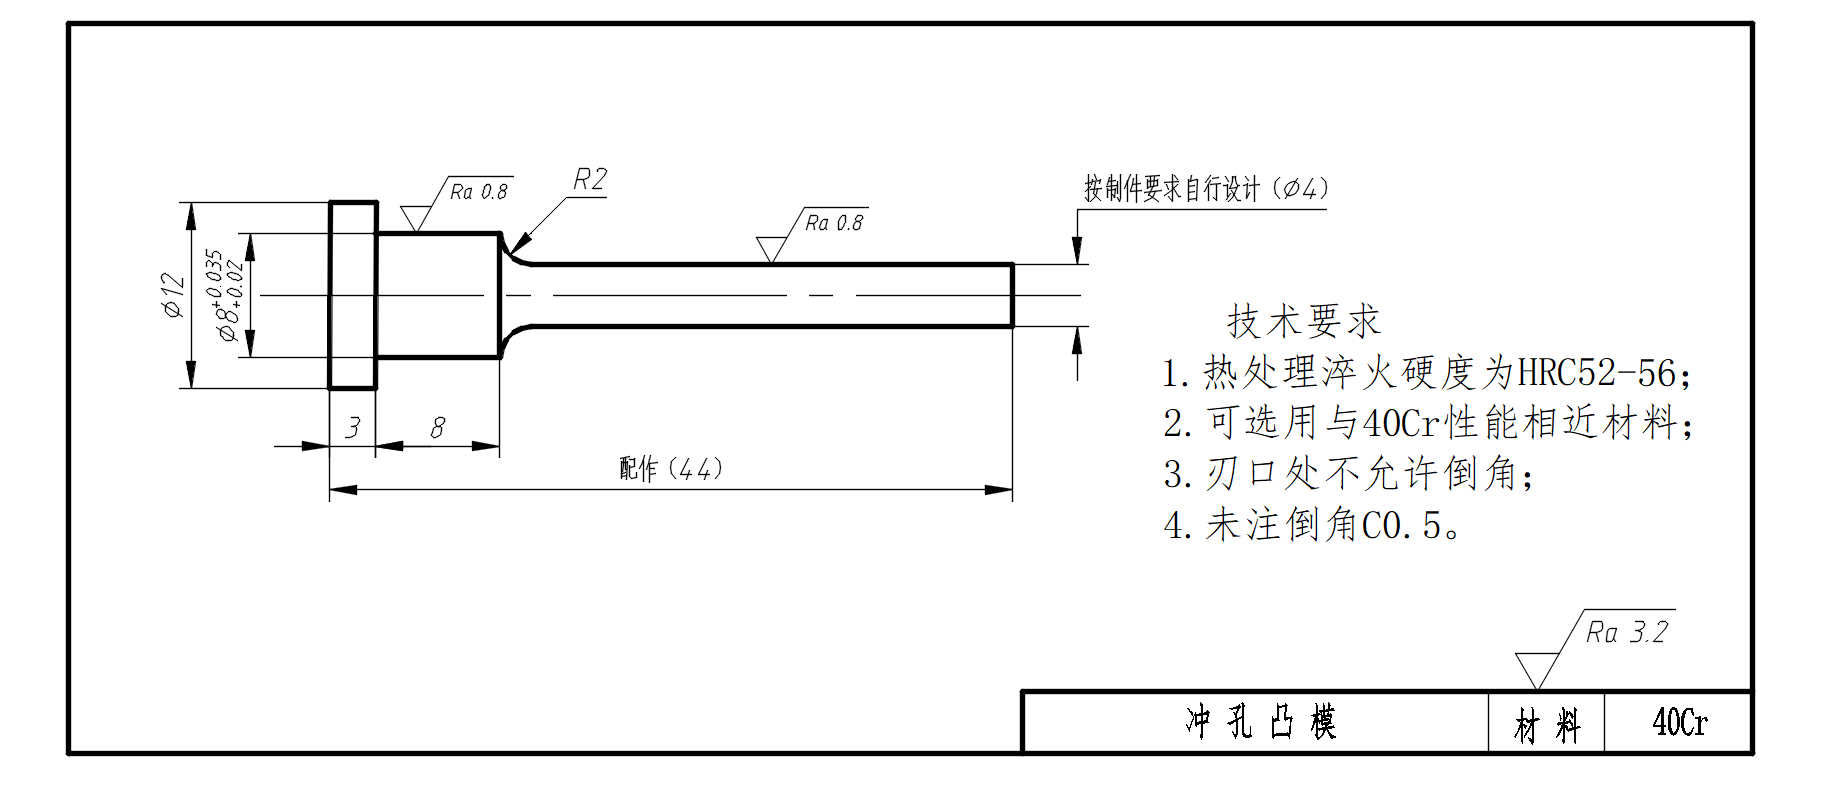 R2
Ra 0.8
Ra 0.8
按制件要求自行设计（Ø4）
Ø12
Ø8 +0.035 +0.02
3
8
配作（44）
技术要求
1.热处理淬火硬度为HRC52-56；
2.可选用与40Cr性能相近材料；
3.刃口处不允许倒角；
4.未注倒角C0.5。
Ra 3.2
冲孔凸模 材料 40Cr